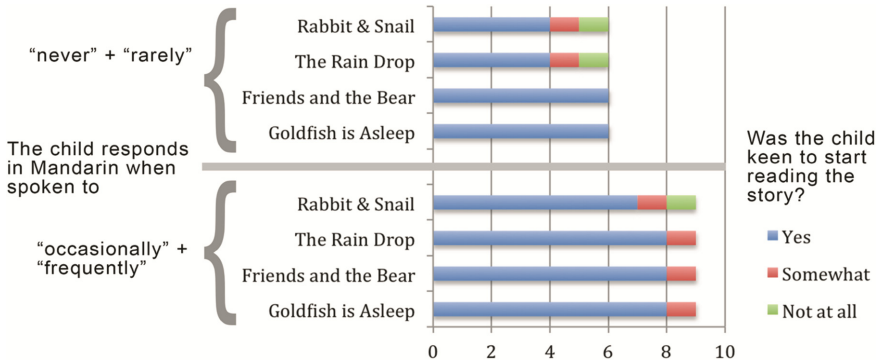 “never” + “rarely”
Rabbit & Snail
The Rain Drop
Friends and the Bear
Goldfish is Asleep
The child responds
in Mandarin when
spoken to
“occasionally” +
“frequently”
Rabbit & Snail
The Rain Drop
Friends and the Bear
Goldfish is Asleep
0 2 4 6 8 10
Was the child
keen to start
reading the
story?
Yes
Somewhat
Not at all